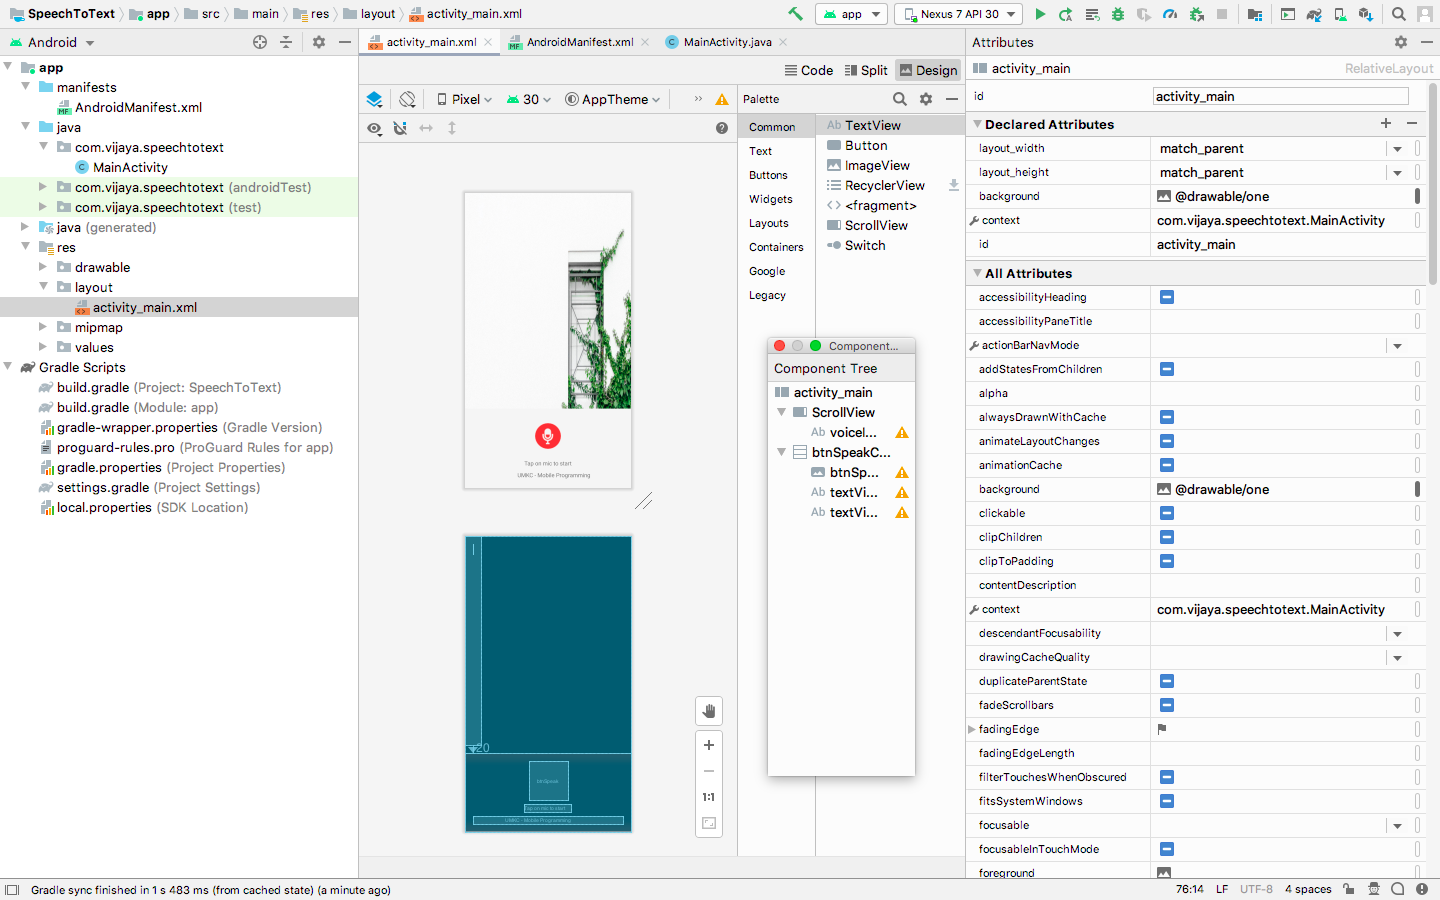 SpeechToText app src main res layout activity_main.xml
app Nexus 7 API 30
Android
activity_main.xml AndroidManifest.xml MainActivity.java
Attributes
app
manifests
AndroidManifest.xml
java
com.vijaya.speechtotext
MainActivity
com.vijaya.speechtotext (androidTest)
com.vijaya.speechtotext (test)
java (generated)
res
drawable
layout
activity_main.xml
mipmap
values
Gradle Scripts
build.gradle (Project: SpeechToText)
build.gradle (Module: app)
gradle-wrapper.properties (Gradle Version)
proguard-rules.pro (ProGuard Rules for app)
gradle.properties (Project Properties)
settings.gradle (Project Settings)
local.properties (SDK Location)
Code Split Design
Pixel 30 AppTheme »
Tap on mic to start
UMKC - Mobile Programming
20
btnSpeak
Tap on mic to start
UMKC - Mobile Programming
1:1
Palette
Common
Text
Buttons
Widgets
Layouts
Containers
Google
Legacy
Ab TextView
Button
ImageView
RecyclerView
<fragment>
ScrollView
Switch
Component...
Component Tree
activity_main
ScrollView
Ab voicel...
btnSpeakC...
btnSp...
Ab textVi...
Ab textVi...
activity_main RelativeLayout
id activity_main
Declared Attributes
layout_width match_parent
layout_height match_parent
background @drawable/one
context com.vijaya.speechtotext.MainActivity
id activity_main
All Attributes
accessibilityHeading
accessibilityPaneTitle
actionBarNavMode
addStatesFromChildren
alpha
alwaysDrawnWithCache
animateLayoutChanges
animationCache
background @drawable/one
clickable
clipChildren
clipToPadding
contentDescription
context com.vijaya.speechtotext.MainActivity
descendantFocusability
drawingCacheQuality
duplicateParentState
fadeScrollbars
fadingEdge
fadingEdgeLength
filterTouchesWhenObscured
fitsSystemWindows
focusable
focusableInTouchMode
foreground
Gradle sync finished in 1 s 483 ms (from cached state) (a minute ago)
76:14 LF UTF-8 4 spaces